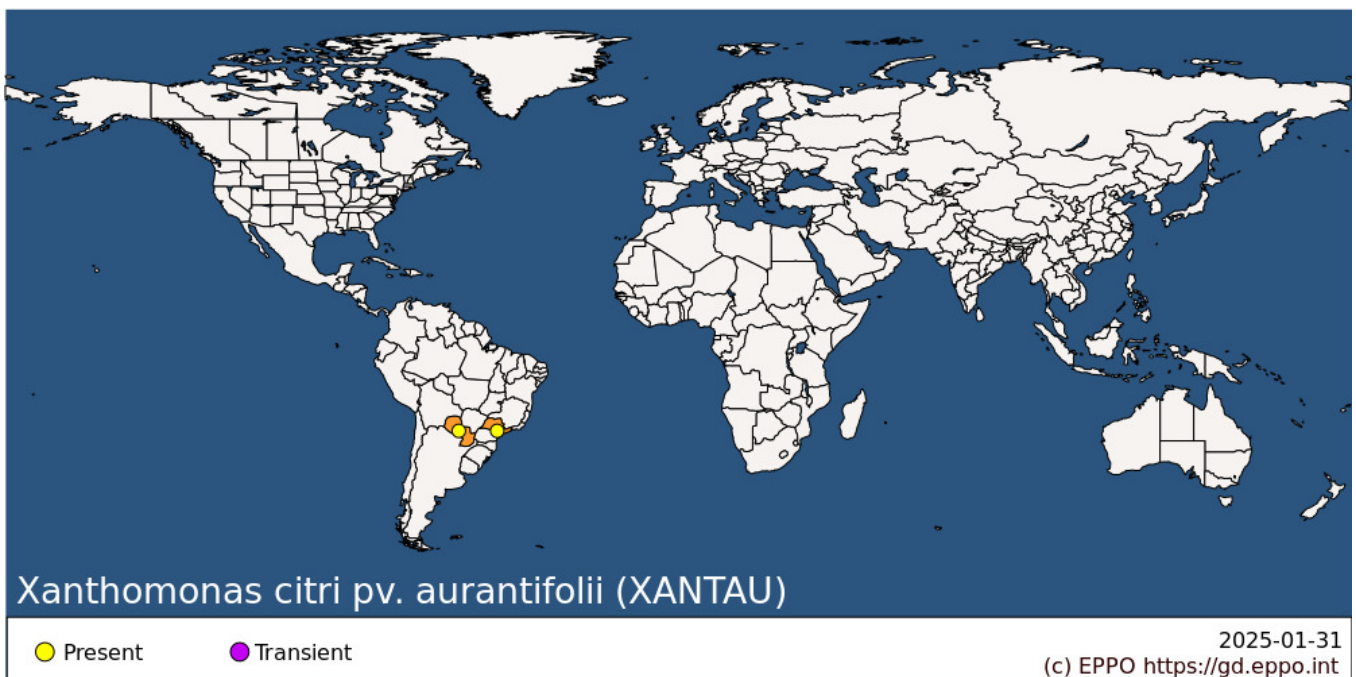 Xanthomonas citri pv. aurantifolii (XANTAU)
Present
Transient
2025-01-31
(c) EPPO https://gd.eppo.int